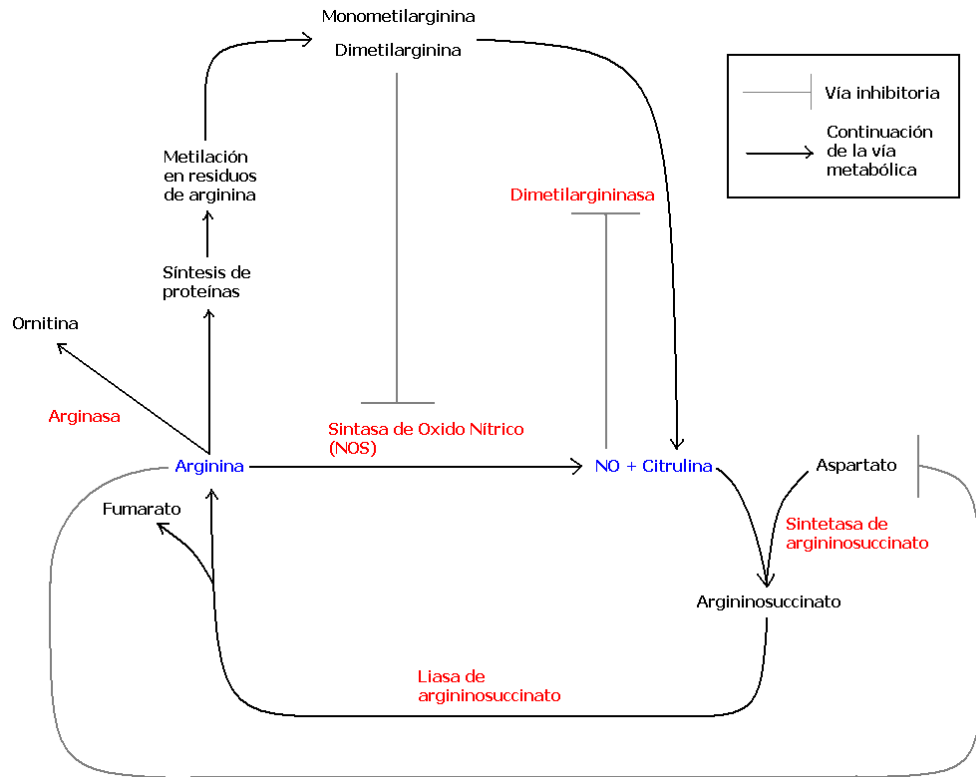 Monometilarginina
Dimetilarginina
Vía inhibitoria
Continuación
de la vía
metabólica
Metilación
en residuos
de arginina
Dimetilargininasa
Síntesis de
proteínas
Ornitina
Arginasa
Sintasa de Oxido Nítrico
(NOS)
Arginina
NO + Citrulina
Aspartato
Fumarato
Sintetasa de
argininosuccinato
Argininosuccinato
Liasa de
argininosuccinato